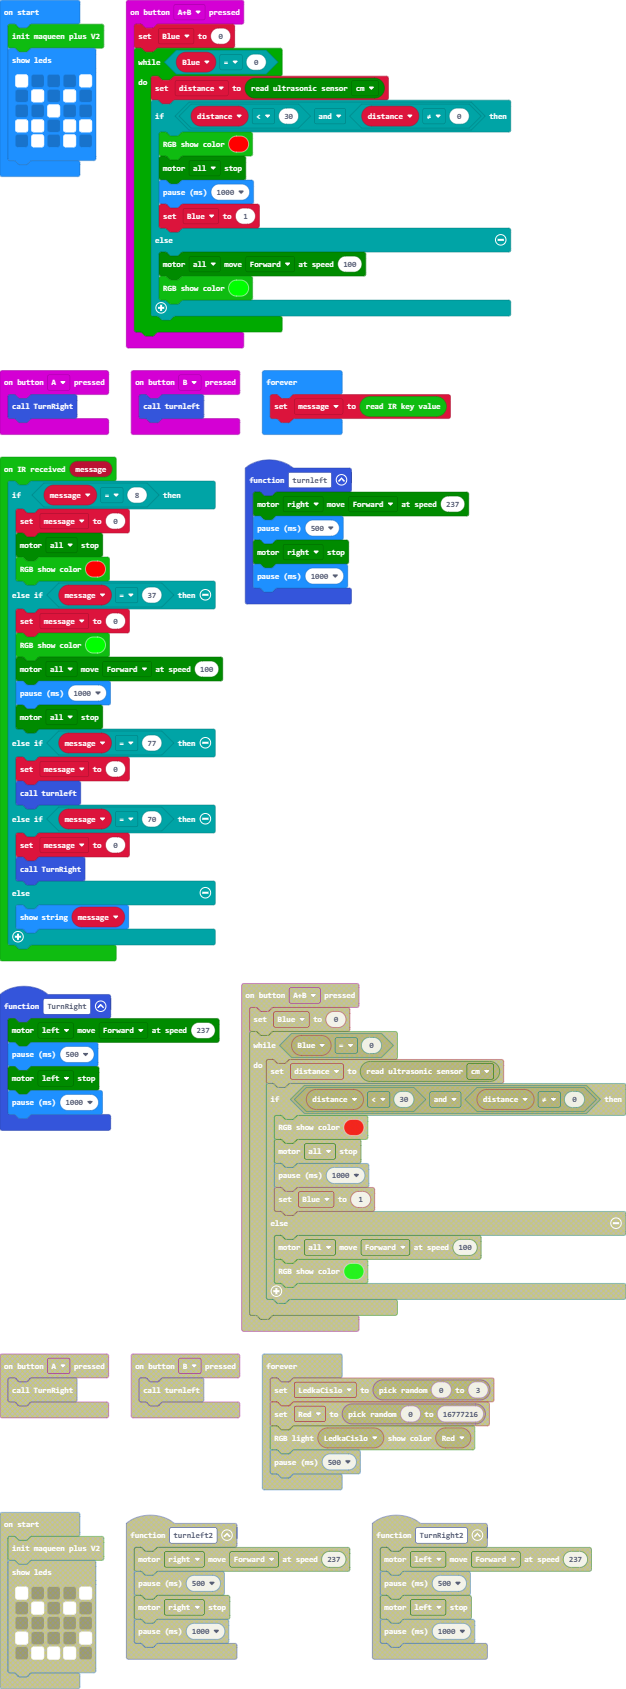 on start
init maqueen plus V2
show leds
on button A+B pressed
set Blue to 0
while Blue = 0
do
set distance to read ultrasonic sensor cm
if distance < 30 and distance ≠ 0 then
RGB show color
motor all stop
pause (ms) 1000
set Blue to 1
else
motor all move Forward at speed 100
RGB show color
on button A pressed
call TurnRight
on button B pressed
call turnleft
forever
set message to read IR key value
on IR received message
if message = 8 then
set message to 0
motor all stop
RGB show color
else if message = 37 then
set message to 0
RGB show color
motor all move Forward at speed 100
pause (ms) 1000
motor all stop
else if message = 77 then
set message to 0
call turnleft
else if message = 70 then
set message to 0
call TurnRight
else
show string message
function turnleft
motor right move Forward at speed 237
pause (ms) 500
motor right stop
pause (ms) 1000
function TurnRight
motor left move Forward at speed 237
pause (ms) 500
motor left stop
pause (ms) 1000
on button A+B pressed
set Blue to 0
while Blue = 0
do
set distance to read ultrasonic sensor cm
if distance < 30 and distance ≠ 0 then
RGB show color
motor all stop
pause (ms) 1000
set Blue to 1
else
motor all move Forward at speed 100
RGB show color
on button A pressed
call TurnRight
on button B pressed
call turnleft
forever
set LedkaCislo to pick random 0 to 3
set Red to pick random 0 to 16777216
RGB light LedkaCislo show color Red
pause (ms) 500
on start
init maqueen plus V2
show leds
function turnleft2
motor right move Forward at speed 237
pause (ms) 500
motor right stop
pause (ms) 1000
function TurnRight2
motor left move Forward at speed 237
pause (ms) 500
motor left stop
pause (ms) 1000